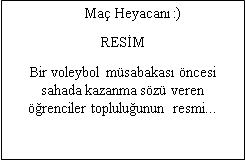 Maç Heyacanı :)
RESİM
Bir voleybol müsabakası öncesi
sahada kazanma sözü veren
öğrenciler topluluğunun resmi...